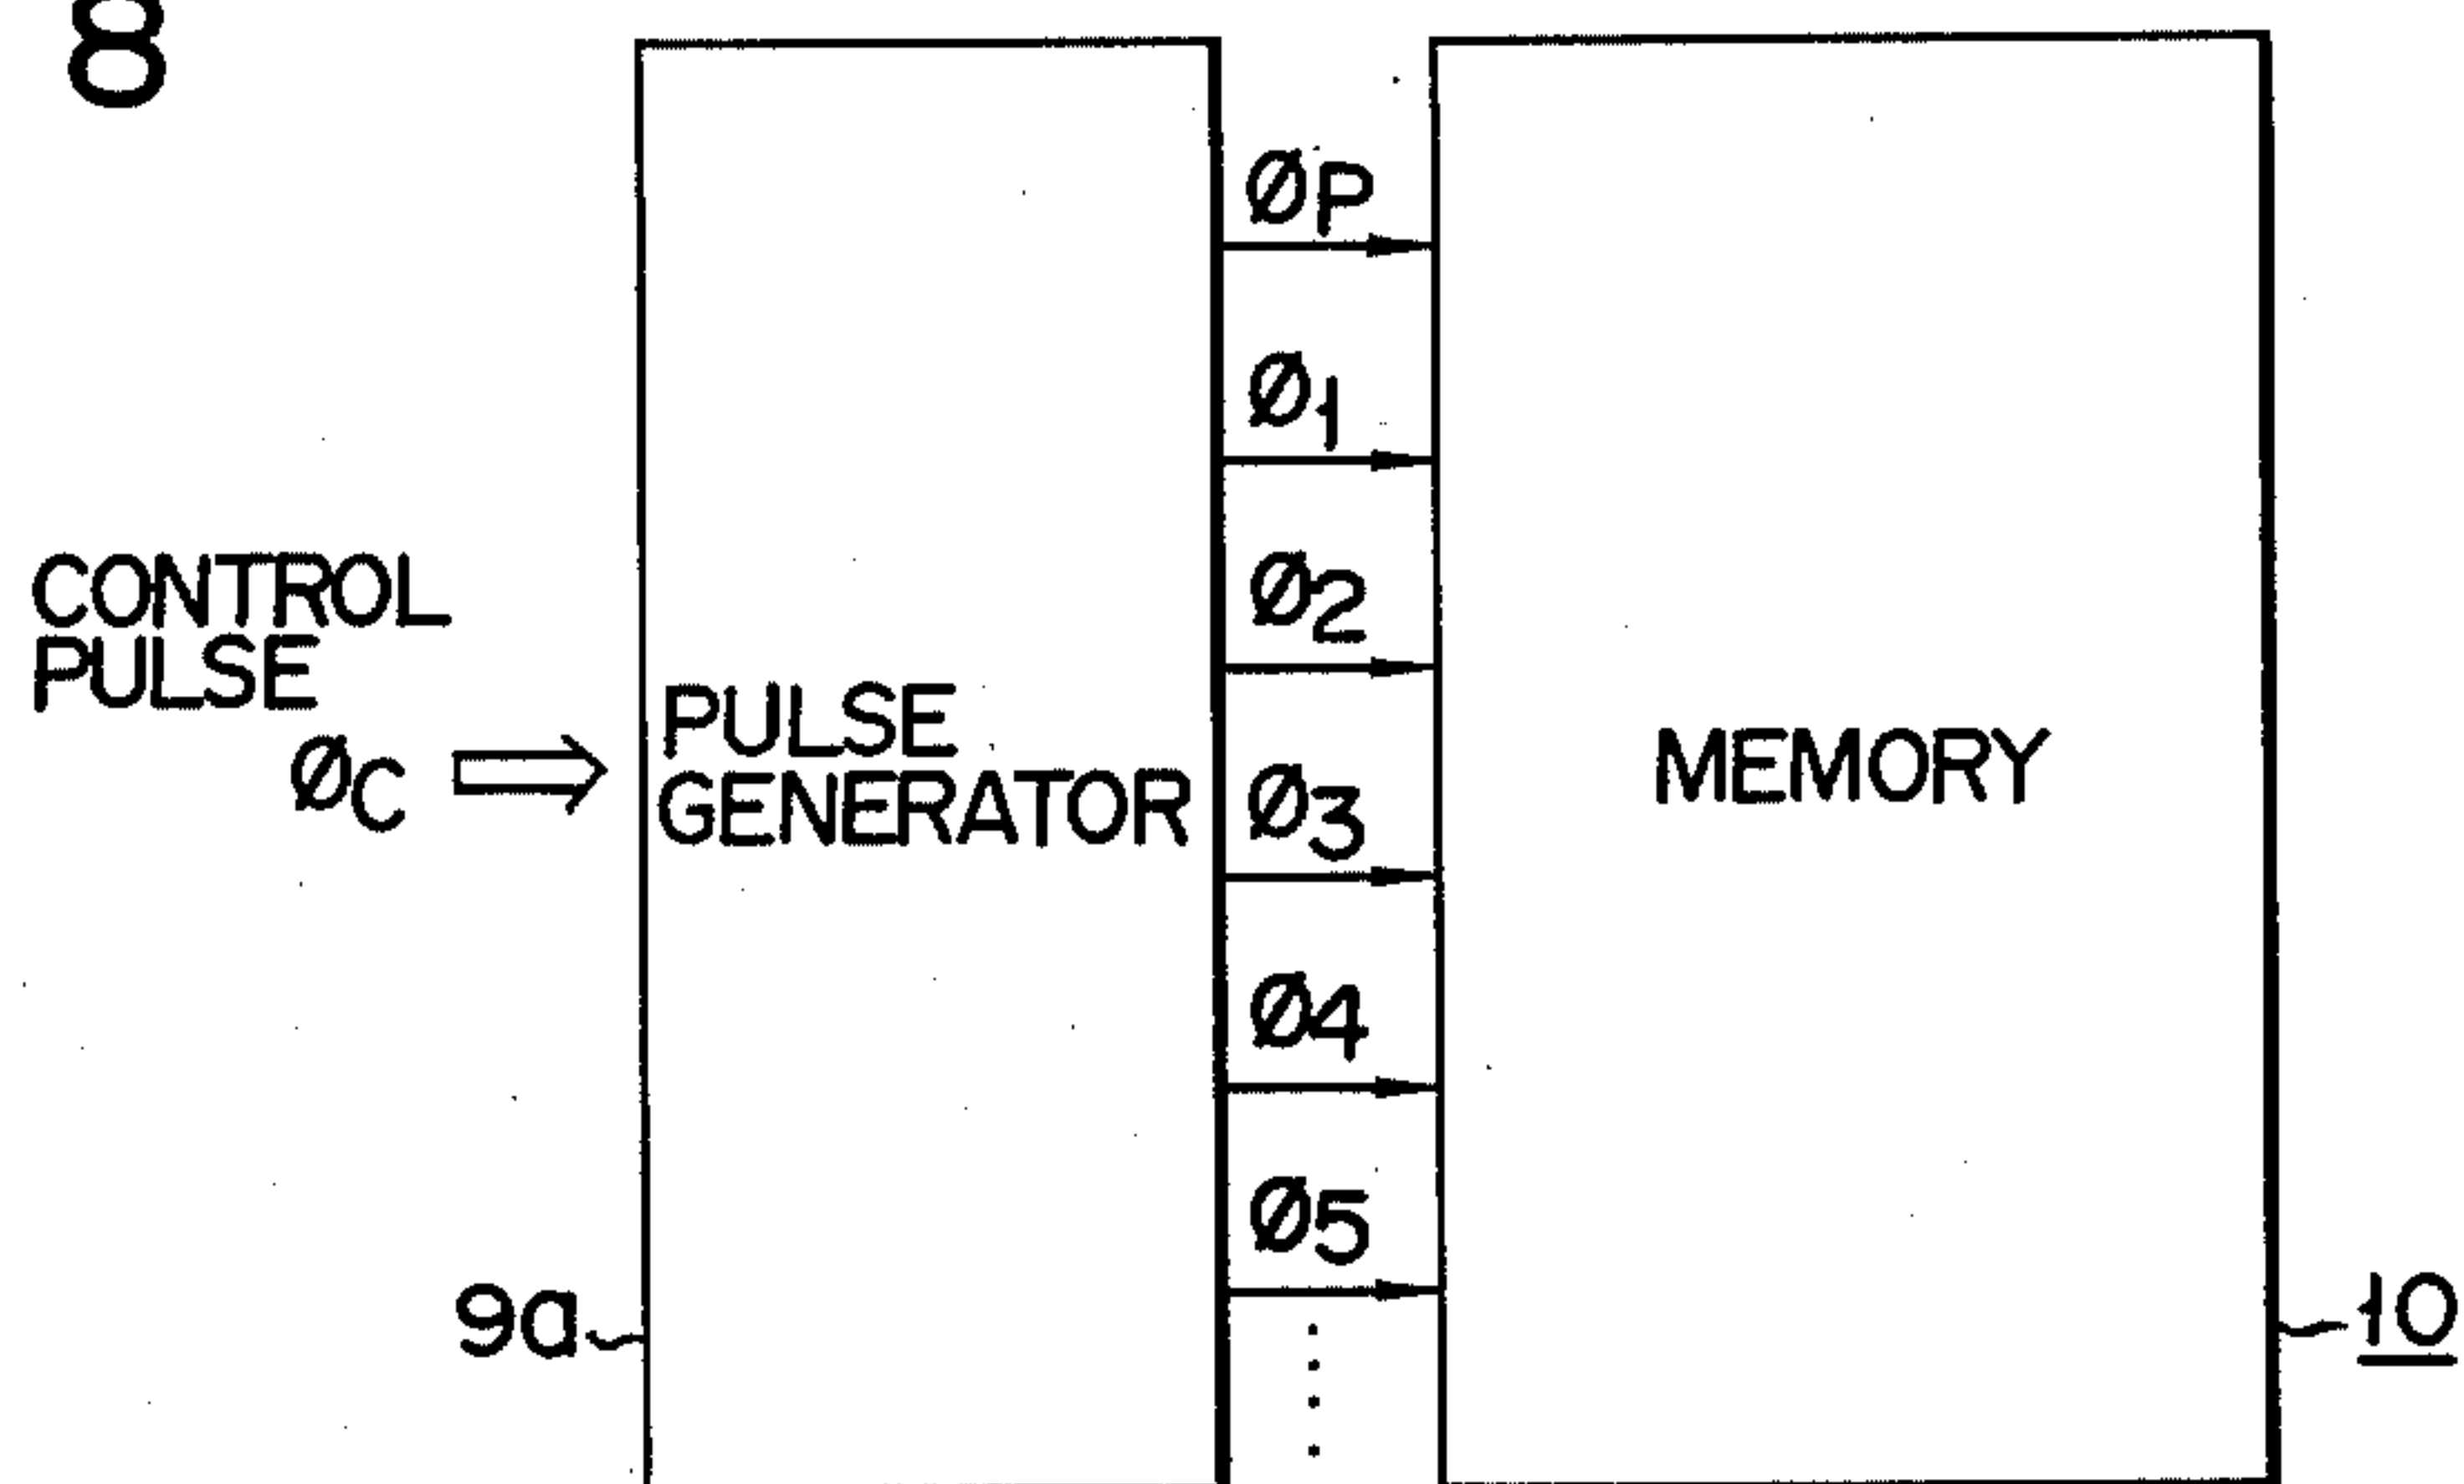 8
ØP
Ø1
Ø2
CONTROL
PULSE
ØC
PULSE
GENERATOR
Ø3
MEMORY
Ø4
Ø5
9a
10